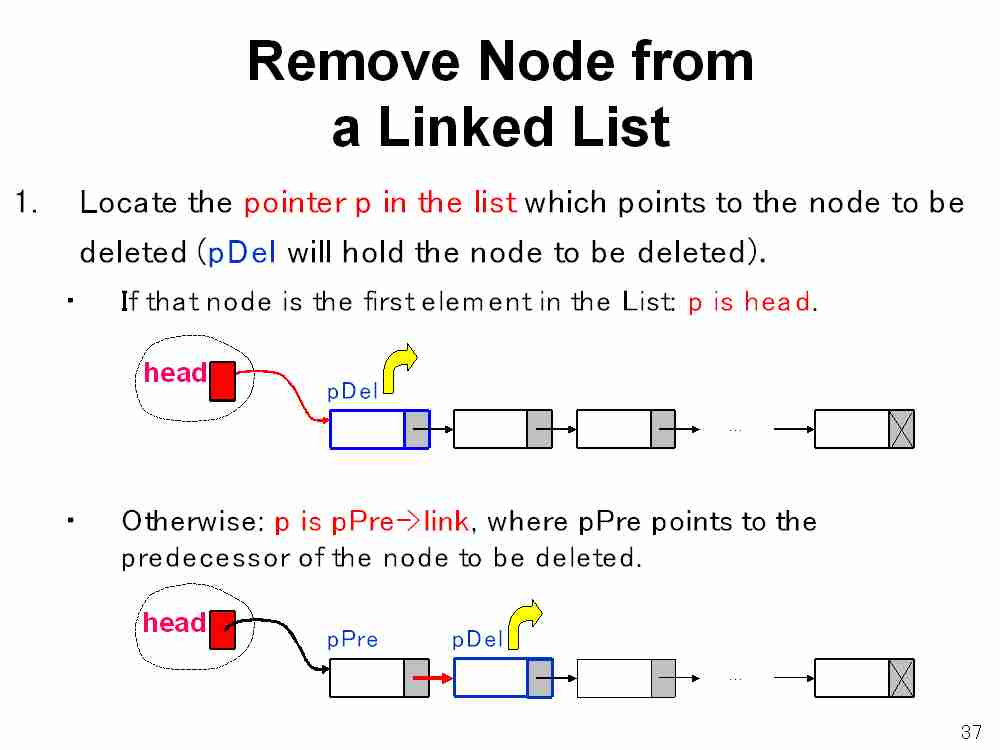 Remove Node from
a Linked List
1. Locate the pointer p in the list which points to the node to be
deleted (pDel will hold the node to be deleted).
• If that node is the first element in the List: p is head.
head
pDel
...
• Otherwise: p is pPre->link, where pPre points to the
predecessor of the node to be deleted.
head
pPre pDel
...
37